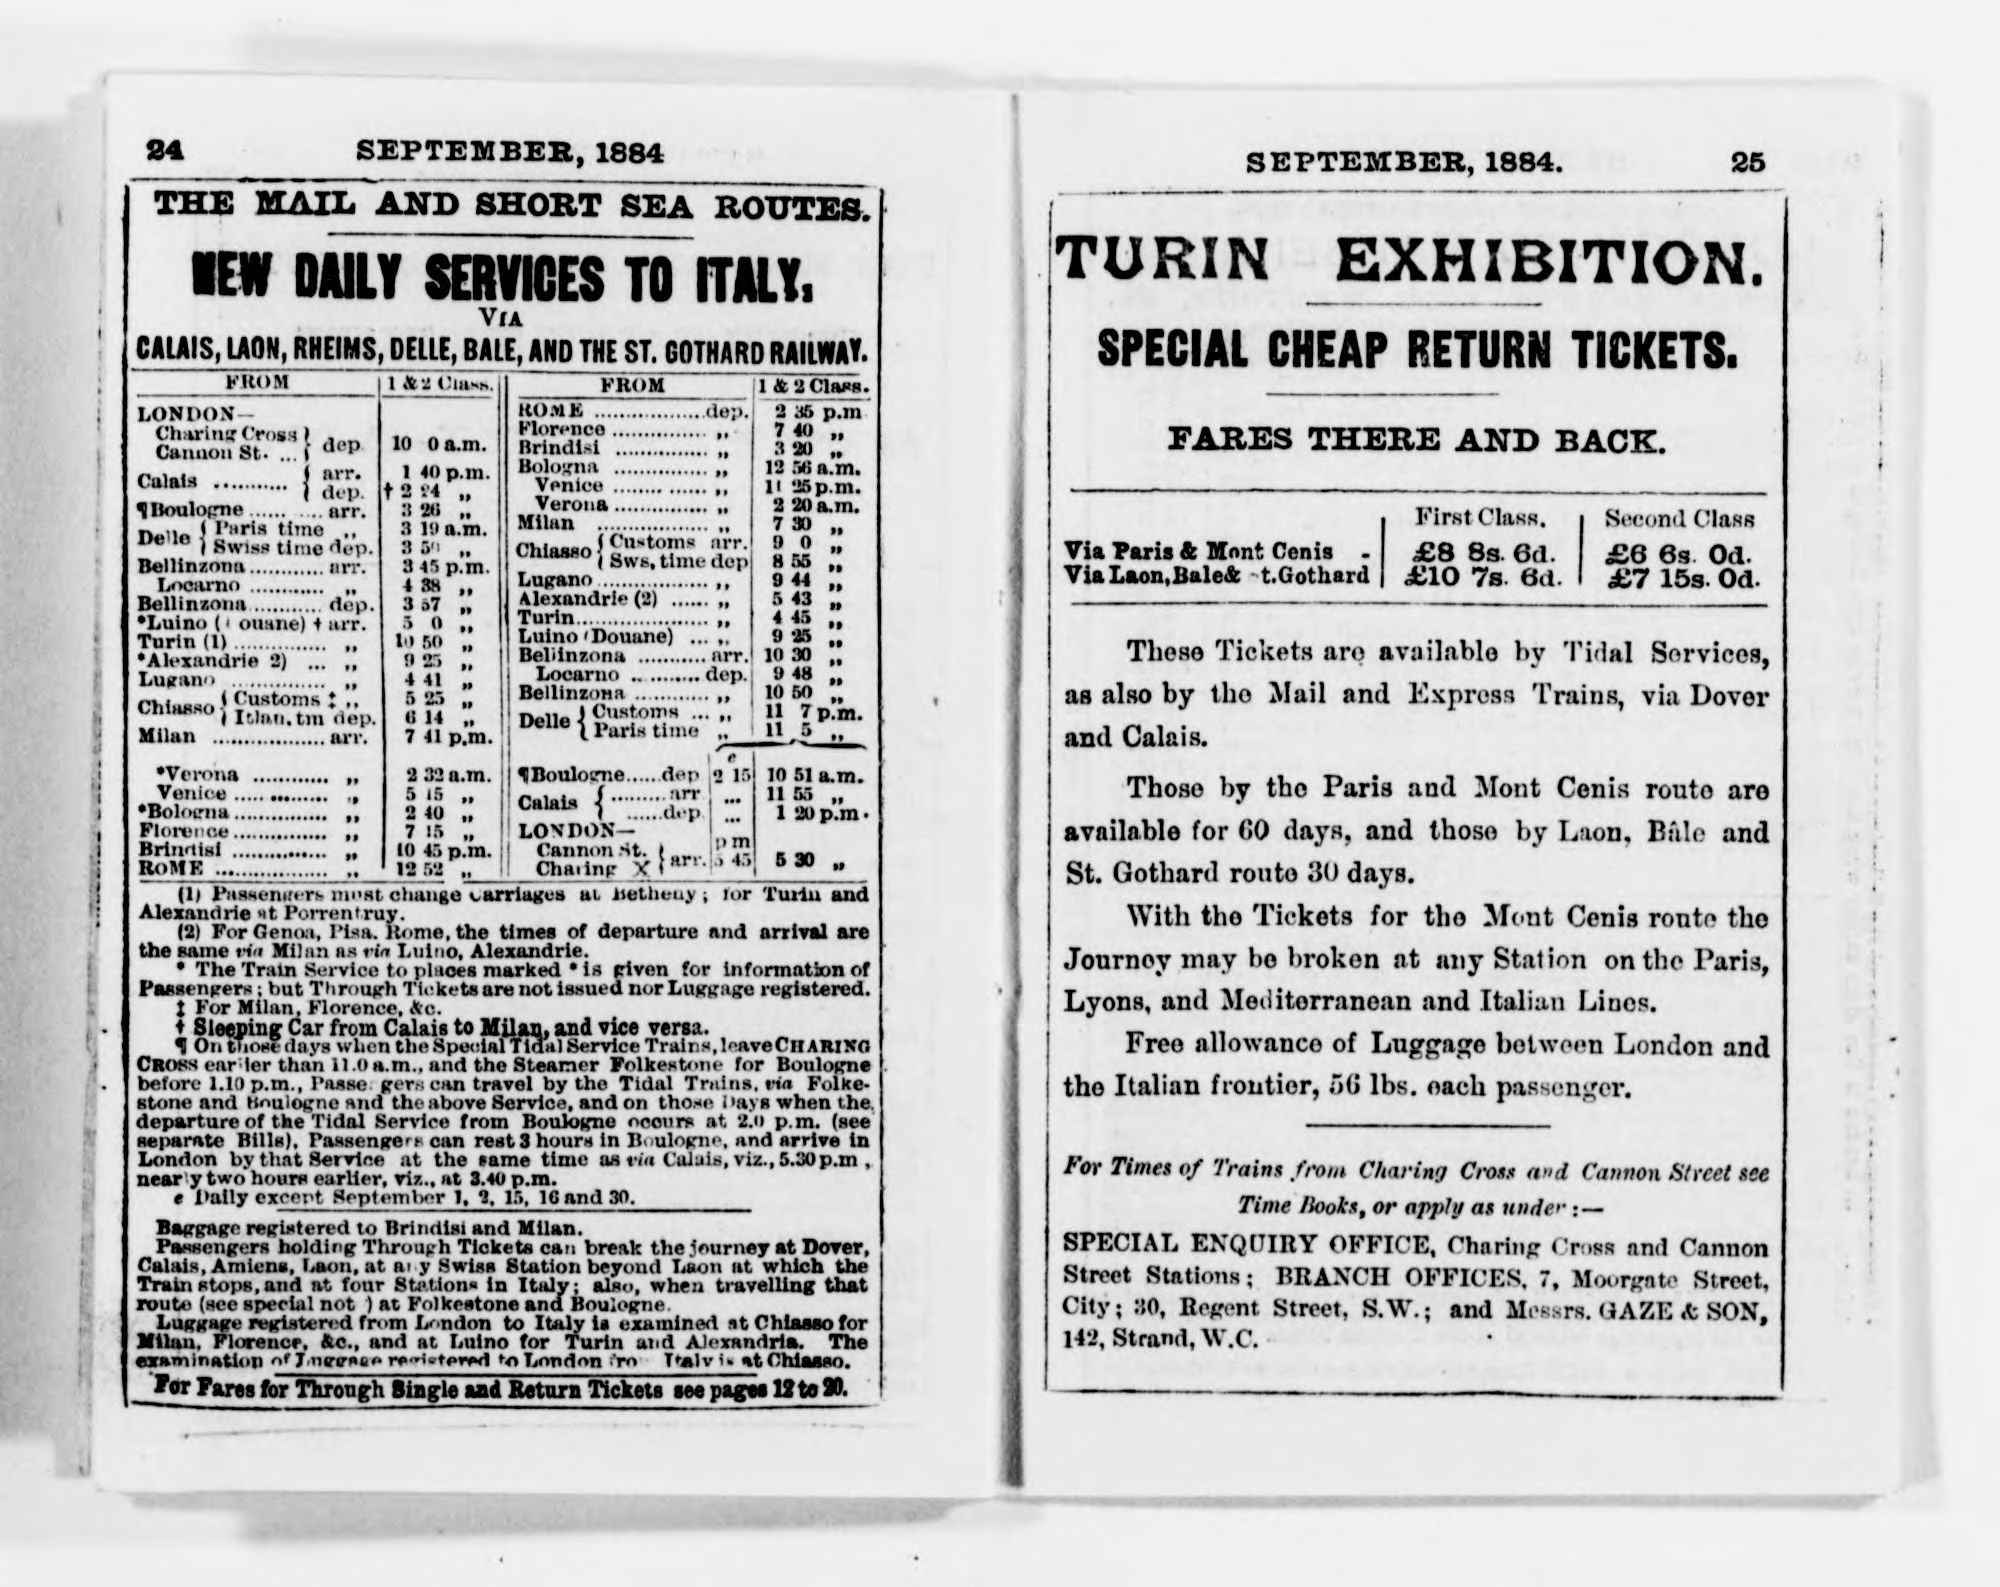 24 SEPTEMBER, 1884
THE MAIL AND SHORT SEA ROUTES.
NEW DAILY SERVICES TO ITALY,
VIA
CALAIS, LAON, RHEIMS, DELLE, BALE, AND THE ST. GOTHARD RAILWAY.
FROM 1 & 2 Class.
LONDON—
Charing Cross } dep 10 0 a.m.
Cannon St. ... }
Calais ........... { arr. 1 40 p.m.
{ dep. † 2 24 „
¶Boulogne ...... .... arr. 3 26 „
Delle { Paris time „ 3 19 a.m.
{ Swiss time dep. 3 50 „
Bellinzona ............ arr. 3 45 p.m.
Locarno ............ „ 4 38 „
Bellinzona ............ dep. 3 57 „
*Luino ( ouane) + arr. 5 0 „
Turin (1) ............... „ 10 50 „
*Alexandrie 2) ... „ 9 25 „
Lugano ............... „ 4 41 „
Chiasso { Customs ‡ „ 5 25 „
{ Itlan. tm dep. 6 14 „
Milan .................. arr. 7 41 p.m.
*Verona ............ „ 2 32 a.m.
Venice ............... „ 5 15 „
*Bologna ............... „ 2 40 „
Florence ............... „ 7 15 „
Brindisi ............... „ 10 45 p.m.
ROME .................. „ 12 52 „
FROM 1 & 2 Class.
ROME ..................dep. 2 35 p.m
Florence ............... „ 7 40 „
Brindisi ............... „ 3 20 „
Bologna ............... „ 12 56 a.m.
Venice ............... „ 11 25 p.m.
Verona ............... „ 2 20 a.m.
Milan .................. „ 7 30 „
Chiasso { Customs arr. 9 0 „
{ Sws. time dep 8 55 „
Lugano .................. „ 9 44 „
Alexandrie (2) ...... „ 5 43 „
Turin..................... „ 4 45 „
Luino (Douane) ... „ 9 25 „
Bellinzona ........... arr. 10 30 „
Locarno ........... dep. 9 48 „
Bellinzona ............ „ 10 50 „
Delle { Customs ... „ 11 7 p.m.
{ Paris time „ 11 5 „
e
¶Boulogne......dep 2 15 10 51 a.m.
Calais { .........arr ... 11 55 „
{ ......dep ... 1 20 p.m.
LONDON—
Cannon St. } arr. p m
Charing X } 5 45 5 30 „
(1) Passengers must change carriages at Betheny; for Turin and
Alexandrie at Porrentruy.
(2) For Genoa, Pisa. Rome, the times of departure and arrival are
the same via Milan as via Luino, Alexandrie.
* The Train Service to places marked * is given for information of
Passengers; but Through Tickets are not issued nor Luggage registered.
‡ For Milan, Florence, &c.
† Sleeping Car from Calais to Milan, and vice versa.
¶ On those days when the Special Tidal Service Trains, leave CHARING
CROSS earlier than 11.0 a.m., and the Steamer Folkestone for Boulogne
before 1.10 p.m., Passe gers can travel by the Tidal Trains, via Folke-
stone and Boulogne and the above Service, and on those Days when the
departure of the Tidal Service from Boulogne occurs at 2.0 p.m. (see
separate Bills), Passengers can rest 3 hours in Boulogne, and arrive in
London by that Service at the same time as via Calais, viz., 5.30 p.m,
nearly two hours earlier, viz., at 3.40 p.m.
e Daily except September 1, 2, 15, 16 and 30.
Baggage registered to Brindisi and Milan.
Passengers holding Through Tickets can break the journey at Dover,
Calais, Amiens, Laon, at any Swiss Station beyond Laon at which the
Train stops, and at four Stations in Italy; also, when travelling that
route (see special not ) at Folkestone and Boulogne.
Luggage registered from London to Italy is examined at Chiasso for
Milan, Florence, &c., and at Luino for Turin and Alexandria. The
examination of Luggage registered to London fro Italy is at Chiasso.
For Fares for Through Single and Return Tickets see pages 12 to 20.
SEPTEMBER, 1884. 25
TURIN EXHIBITION.
SPECIAL CHEAP RETURN TICKETS.
FARES THERE AND BACK.
First Class. Second Class
Via Paris & Mont Cenis - £8 8s. 6d. £6 6s. 0d.
Via Laon, Bale & t. Gothard £10 7s. 6d. £7 15s. 0d.
These Tickets are available by Tidal Services,
as also by the Mail and Express Trains, via Dover
and Calais.
Those by the Paris and Mont Cenis route are
available for 60 days, and those by Laon, Bâle and
St. Gothard route 30 days.
With the Tickets for the Mont Cenis route the
Journey may be broken at any Station on the Paris,
Lyons, and Mediterranean and Italian Lines.
Free allowance of Luggage between London and
the Italian frontier, 56 lbs. each passenger.
For Times of Trains from Charing Cross and Cannon Street see
Time Books, or apply as under:—
SPECIAL ENQUIRY OFFICE, Charing Cross and Cannon
Street Stations; BRANCH OFFICES, 7, Moorgate Street,
City; 30, Regent Street, S.W.; and Messrs. GAZE & SON,
142, Strand, W.C.